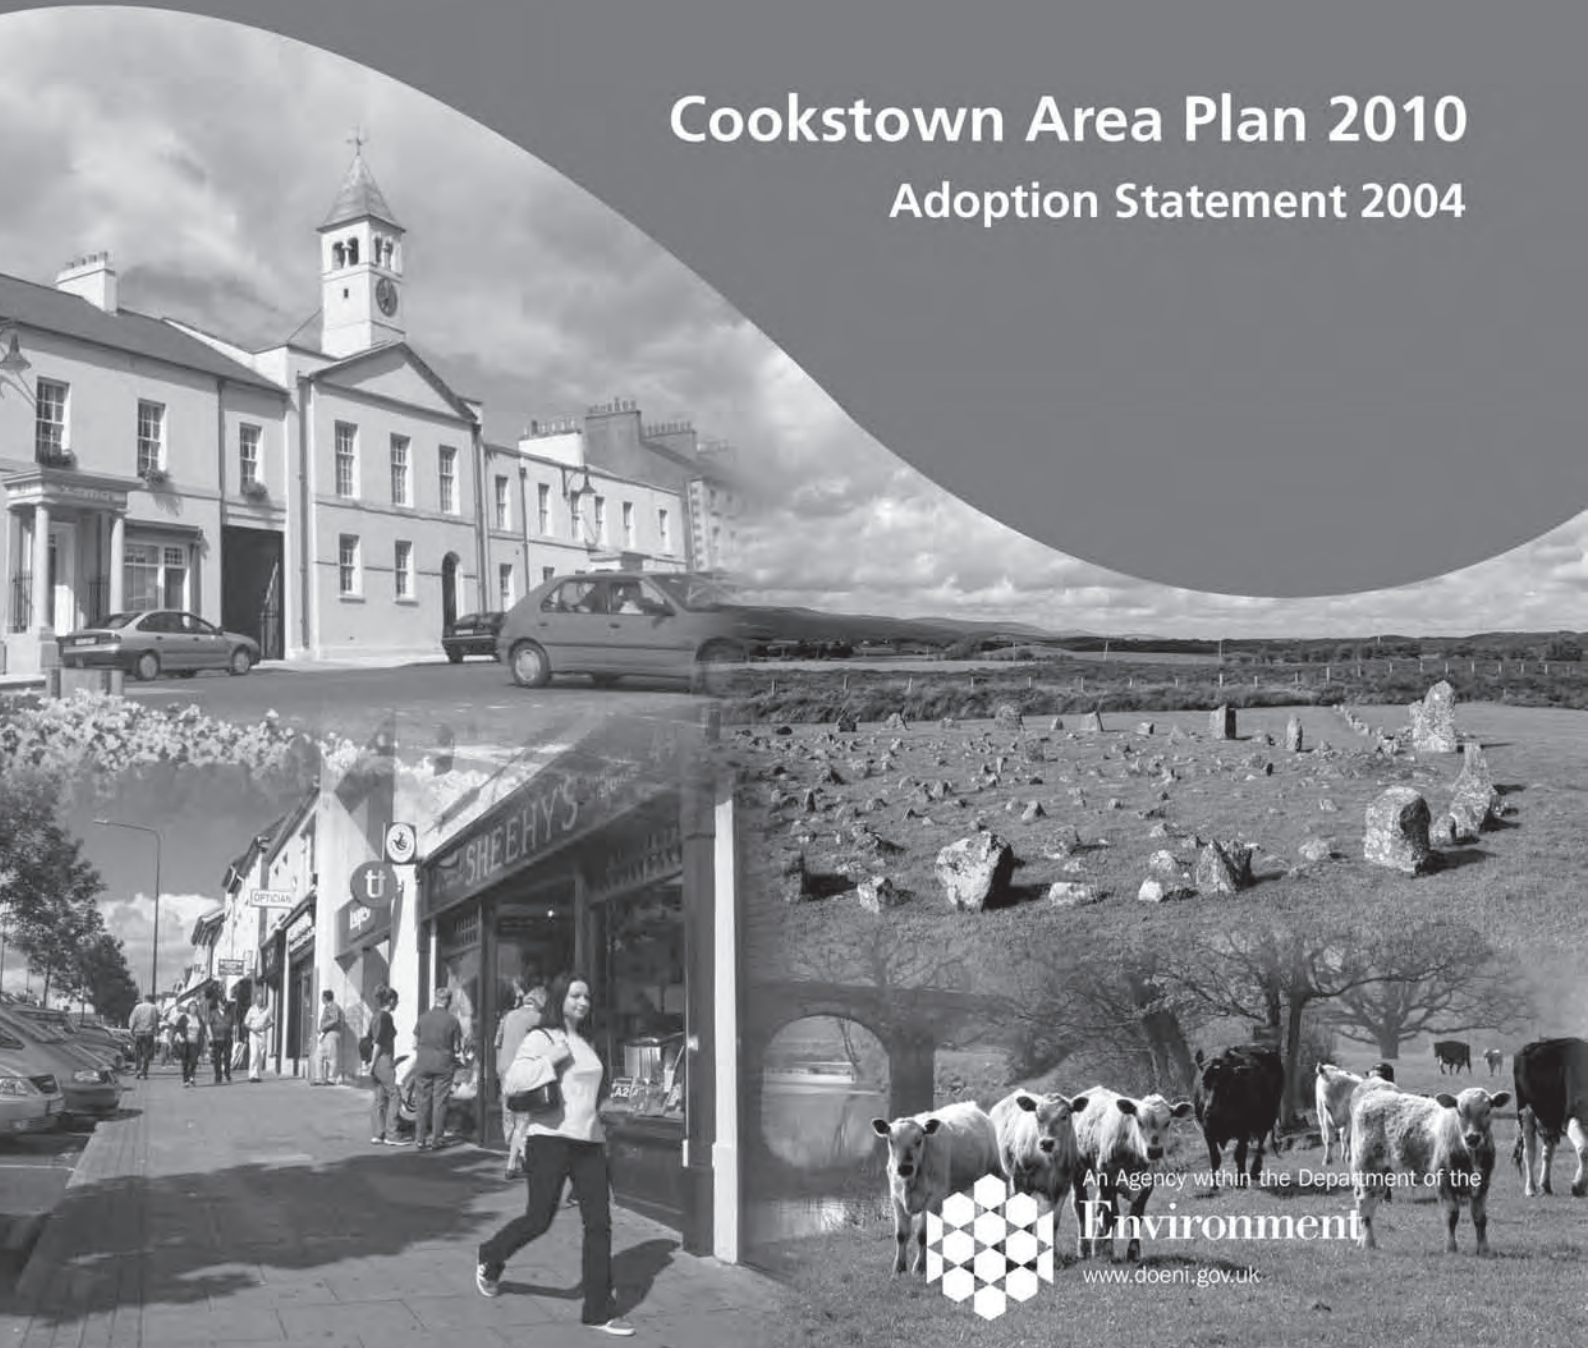 Cookstown Area Plan 2010
Adoption Statement 2004
SHEEHY'S
OPTICIAN
An Agency within the Department of the
Environment
www.doeni.gov.uk